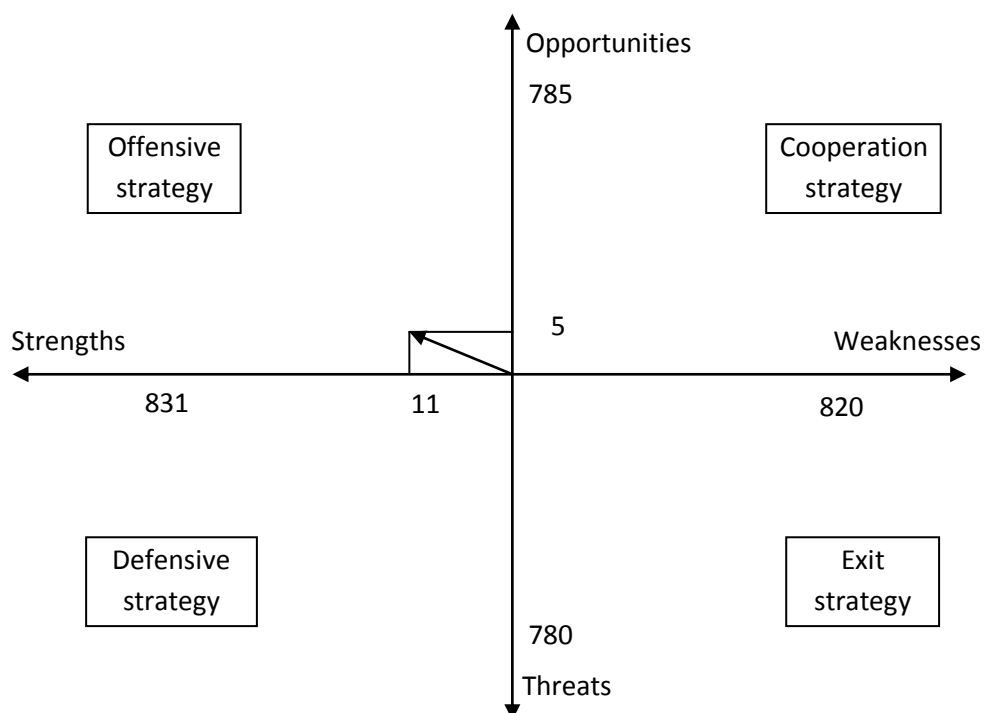 Opportunities
785
Offensive
strategy
Cooperation
strategy
5
Strengths
Weaknesses
831
11
820
Defensive
strategy
Exit
strategy
780
Threats